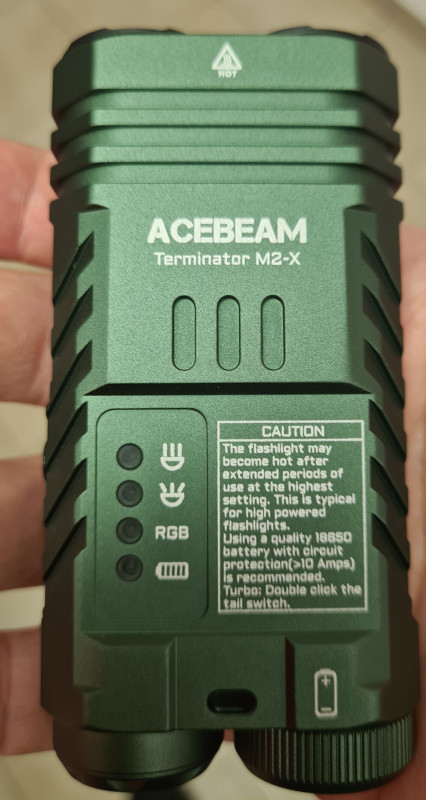 HOT
ACEBEAM
Terminator M2-X
RGB
CAUTION
The flashlight may
become hot after
extended periods of
use at the highest
setting. This is typical
for high powered
flashlights.
Using a quality 18650
battery with circuit
protection(>10 Amps)
is recommended.
Turbo: Double click the
tail switch.
+
-